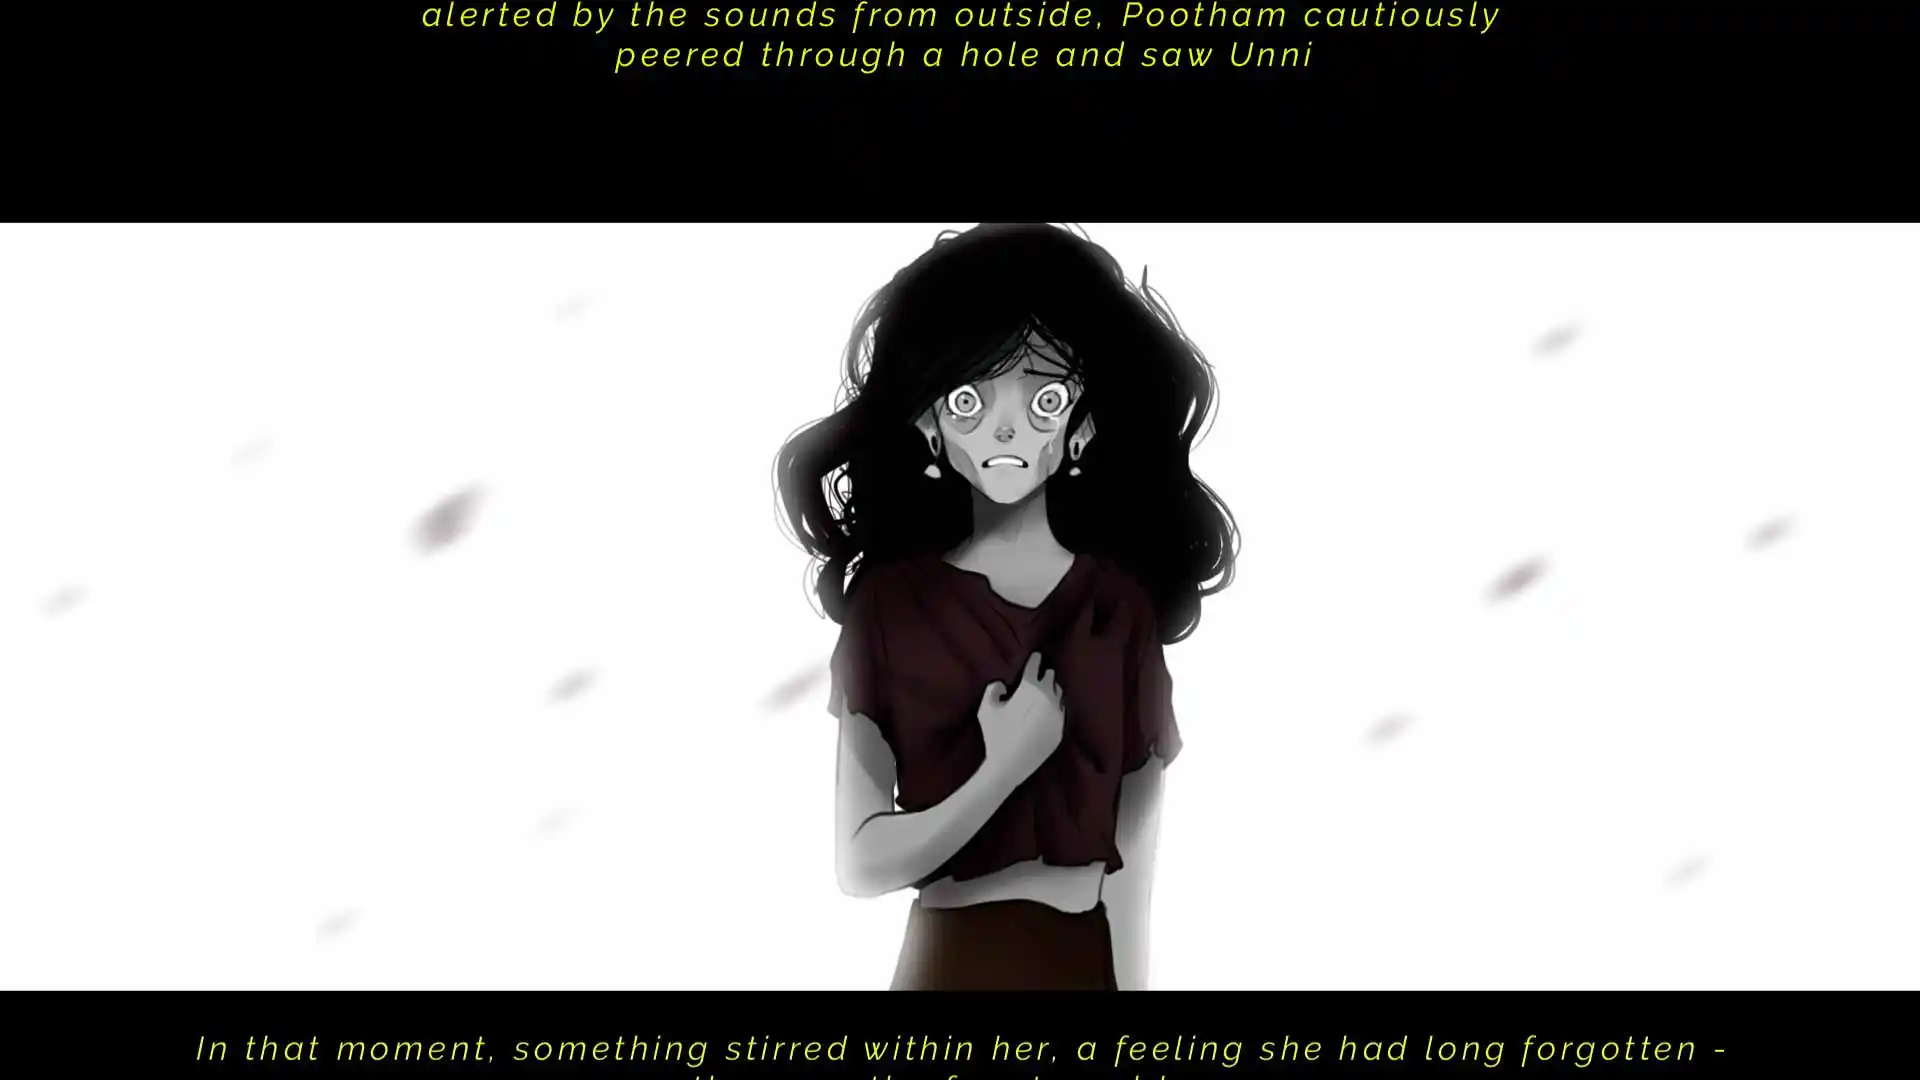 alerted by the sounds from outside, Pootham cautiously
peered through a hole and saw Unni
In that moment, something stirred within her, a feeling she had long forgotten -